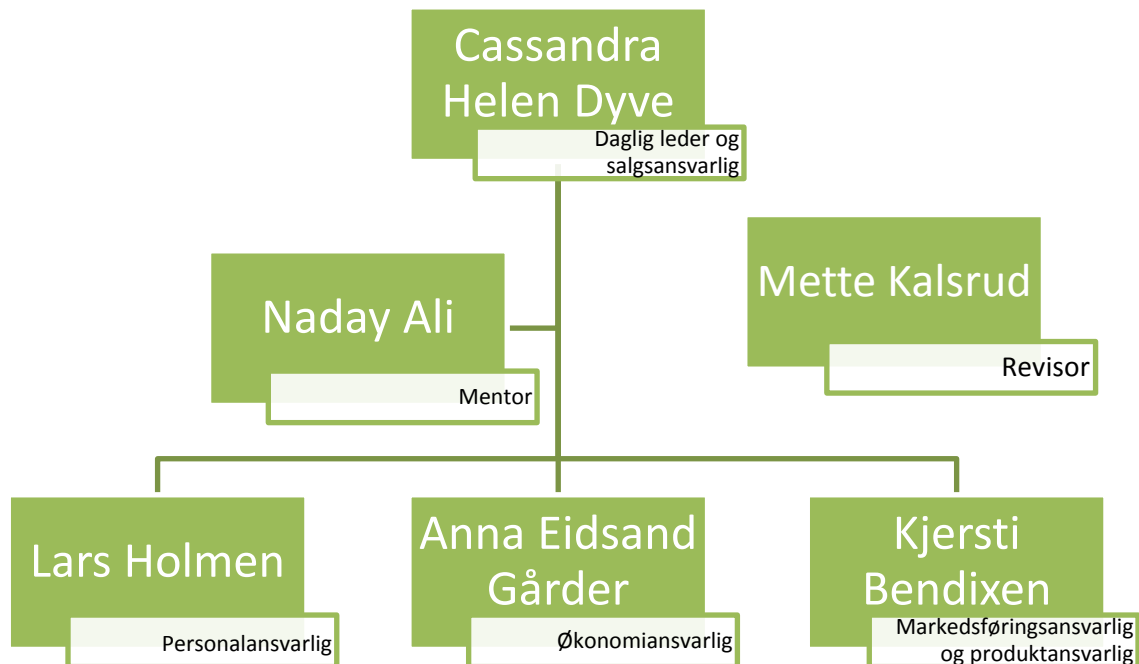 Cassandra
Helen Dyve
Daglig leder og
salgsansvarlig
Naday Ali
Mentor
Mette Kalsrud
Revisor
Lars Holmen
Personalansvarlig
Anna Eidsand
Gårder
Økonomiansvarlig
Kjersti
Bendixen
Markedsføringsansvarlig
og produktansvarlig